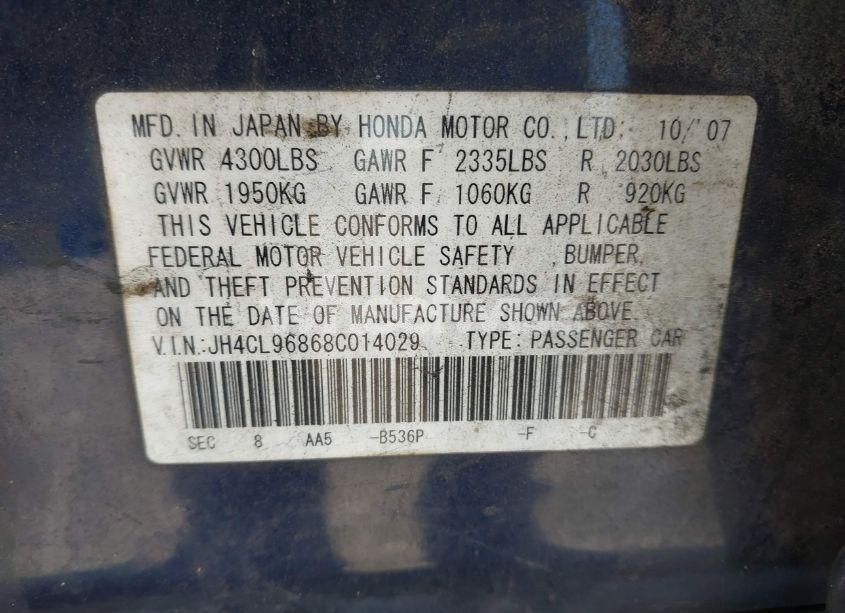 MFD. IN JAPAN BY HONDA MOTOR CO., LTD. 10/'07
GVWR 4300LBS GAWR F 2335LBS R 2030LBS
GVWR 1950KG GAWR F 1060KG R 920KG
THIS VEHICLE CONFORMS TO ALL APPLICABLE
FEDERAL MOTOR VEHICLE SAFETY , BUMPER,
AND THEFT PREVENTION STANDARDS IN EFFECT
ON THE DATE OF MANUFACTURE SHOWN ABOVE.
V.I.N.:JH4CL96868C014029 TYPE: PASSENGER CAR
SEC 8 AA5 -B536P -F -C